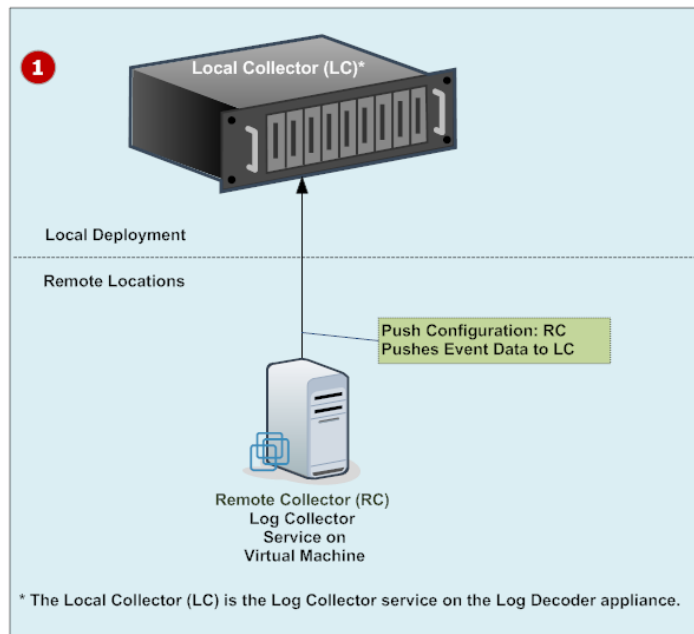 1
Local Collector (LC)*
Local Deployment
Remote Locations
Push Configuration: RC
Pushes Event Data to LC
Remote Collector (RC)
Log Collector
Service on
Virtual Machine
* The Local Collector (LC) is the Log Collector service on the Log Decoder appliance.